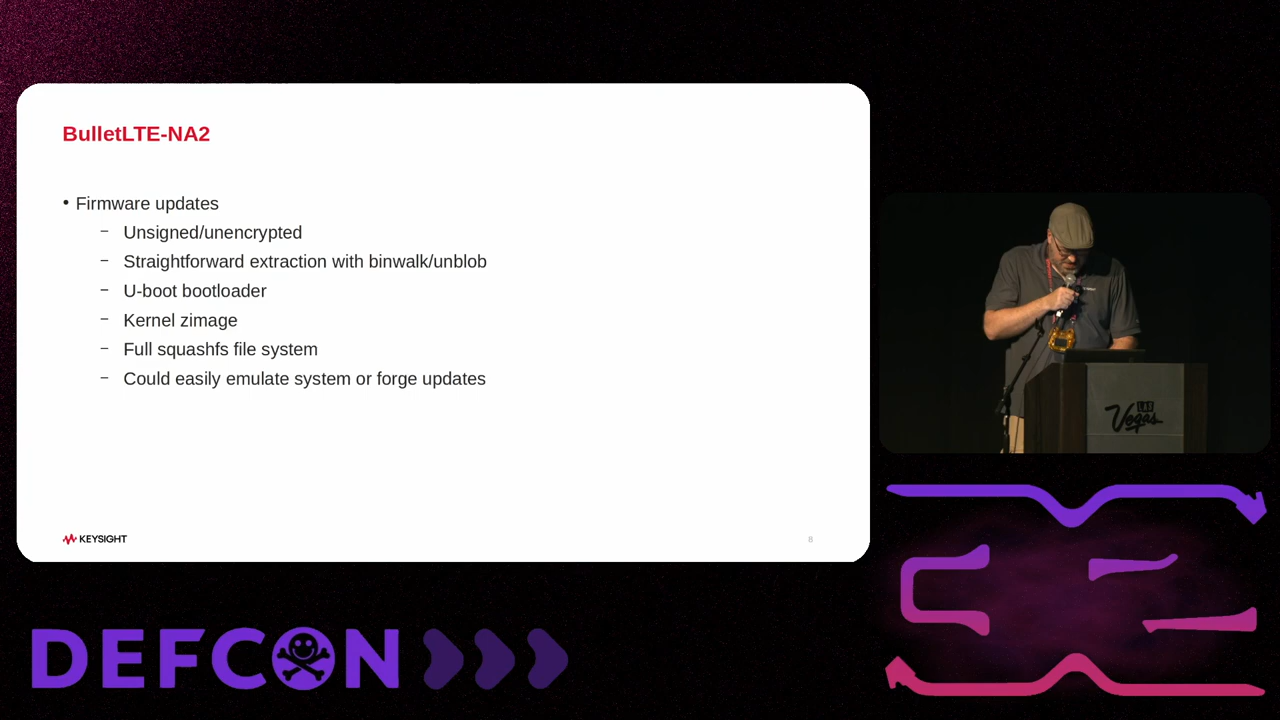 BulletLTE-NA2
• Firmware updates
– Unsigned/unencrypted
– Straightforward extraction with binwalk/unblob
– U-boot bootloader
– Kernel zimage
– Full squashfs file system
– Could easily emulate system or forge updates
KEYSIGHT
8
Vegas
DEFCON